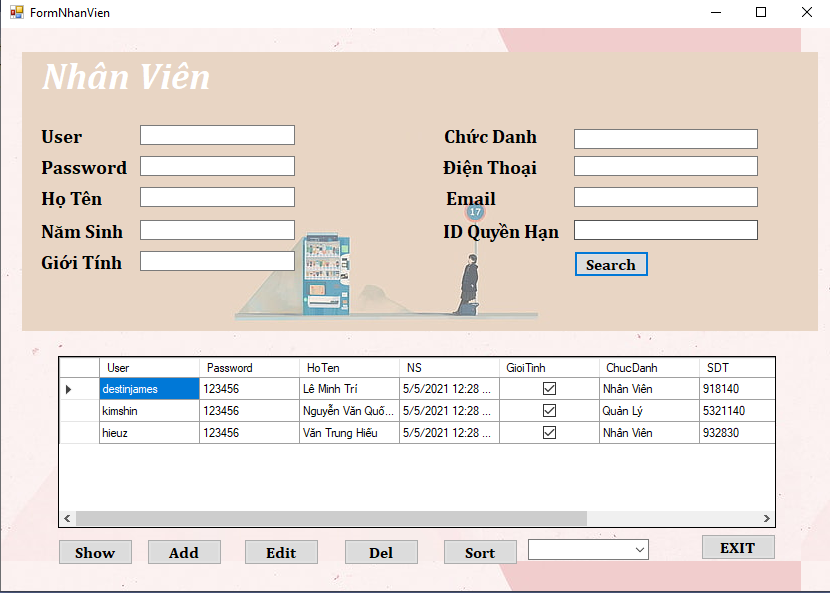 FormNhanVien
Nhân Viên
User
Password
Họ Tên
Năm Sinh
Giới Tính
Chức Danh
Điện Thoại
Email
17
ID Quyền Hạn
Search
User Password HoTen NS GioiTinh ChucDanh SDT
destinjames 123456 Lê Minh Trí 5/5/2021 12:28 ... Nhân Viên 918140
kimshin 123456 Nguyễn Văn Quố... 5/5/2021 12:28 ... Quản Lý 5321140
hieuz 123456 Văn Trung Hiếu 5/5/2021 12:28 ... Nhân Viên 932830
Show Add Edit Del Sort EXIT